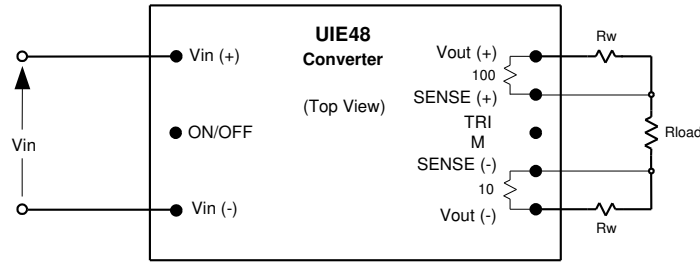 UIE48
Converter
(Top View)
Vin (+)
ON/OFF
Vin (-)
Vin
Vout (+)
100
SENSE (+)
TRI
M
SENSE (-)
10
Vout (-)
Rw
Rload
Rw